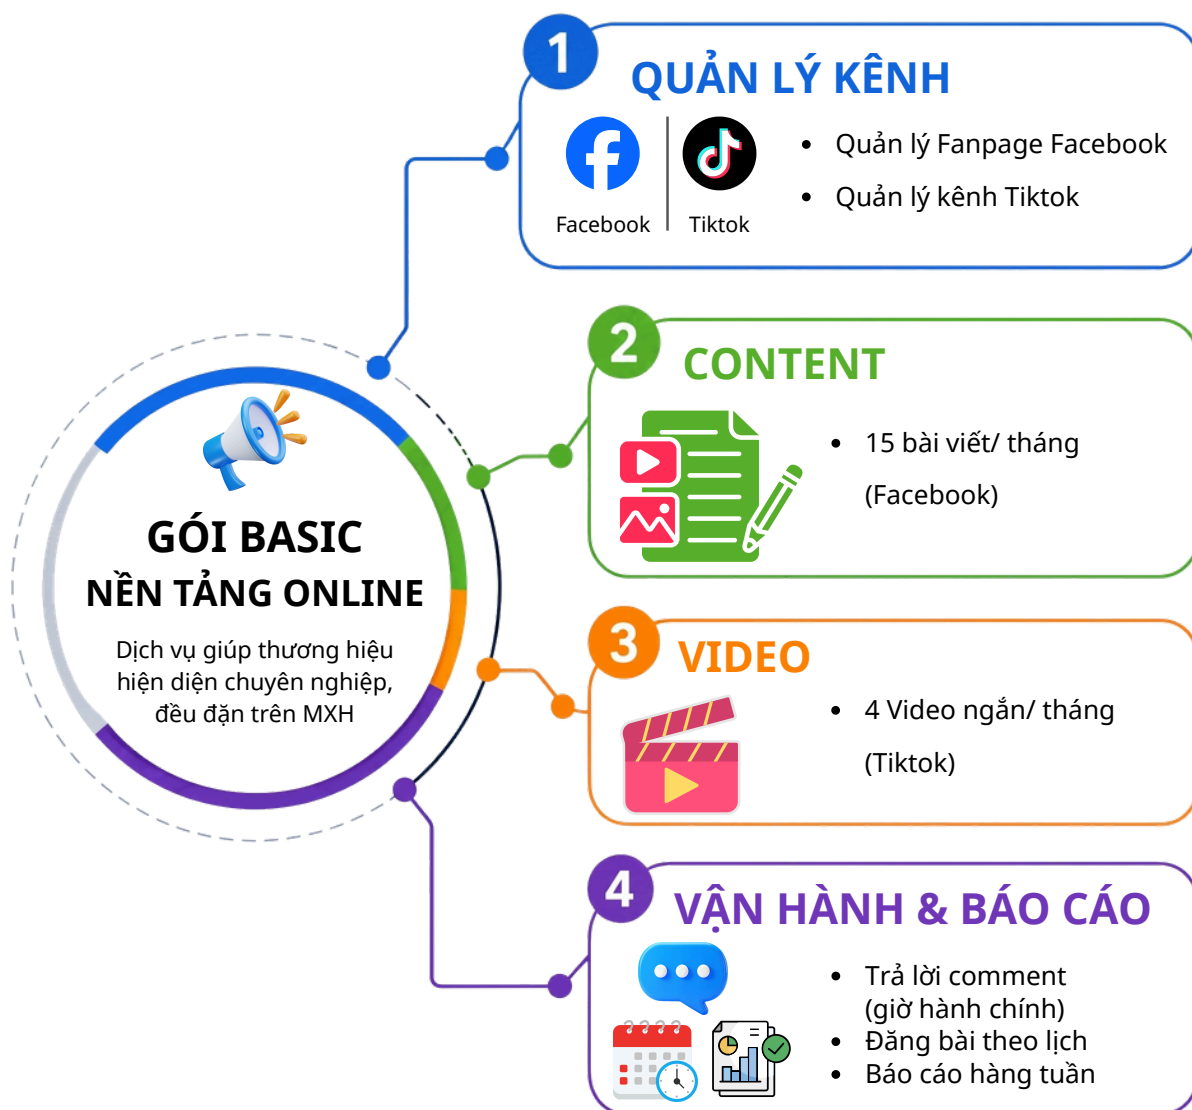 1
QUẢN LÝ KÊNH
Facebook
Tiktok
• Quản lý Fanpage Facebook
• Quản lý kênh Tiktok
GÓI BASIC
NỀN TẢNG ONLINE
Dịch vụ giúp thương hiệu
hiện diện chuyên nghiệp,
đều đặn trên MXH
2
CONTENT
• 15 bài viết/ tháng
(Facebook)
3
VIDEO
• 4 Video ngắn/ tháng
(Tiktok)
4
VẬN HÀNH & BÁO CÁO
• Trả lời comment
(giờ hành chính)
• Đăng bài theo lịch
• Báo cáo hàng tuần